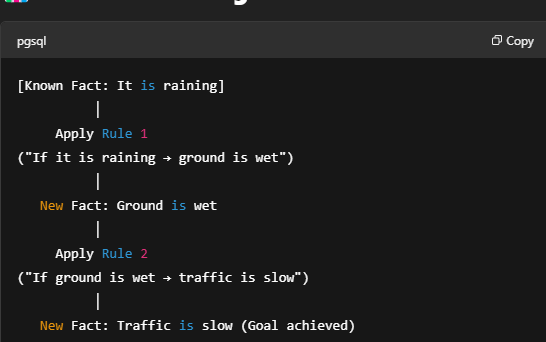 pgsql
Copy
[Known Fact: It is raining]
|
Apply Rule 1
("If it is raining → ground is wet")
|
New Fact: Ground is wet
|
Apply Rule 2
("If ground is wet → traffic is slow")
|
New Fact: Traffic is slow (Goal achieved)